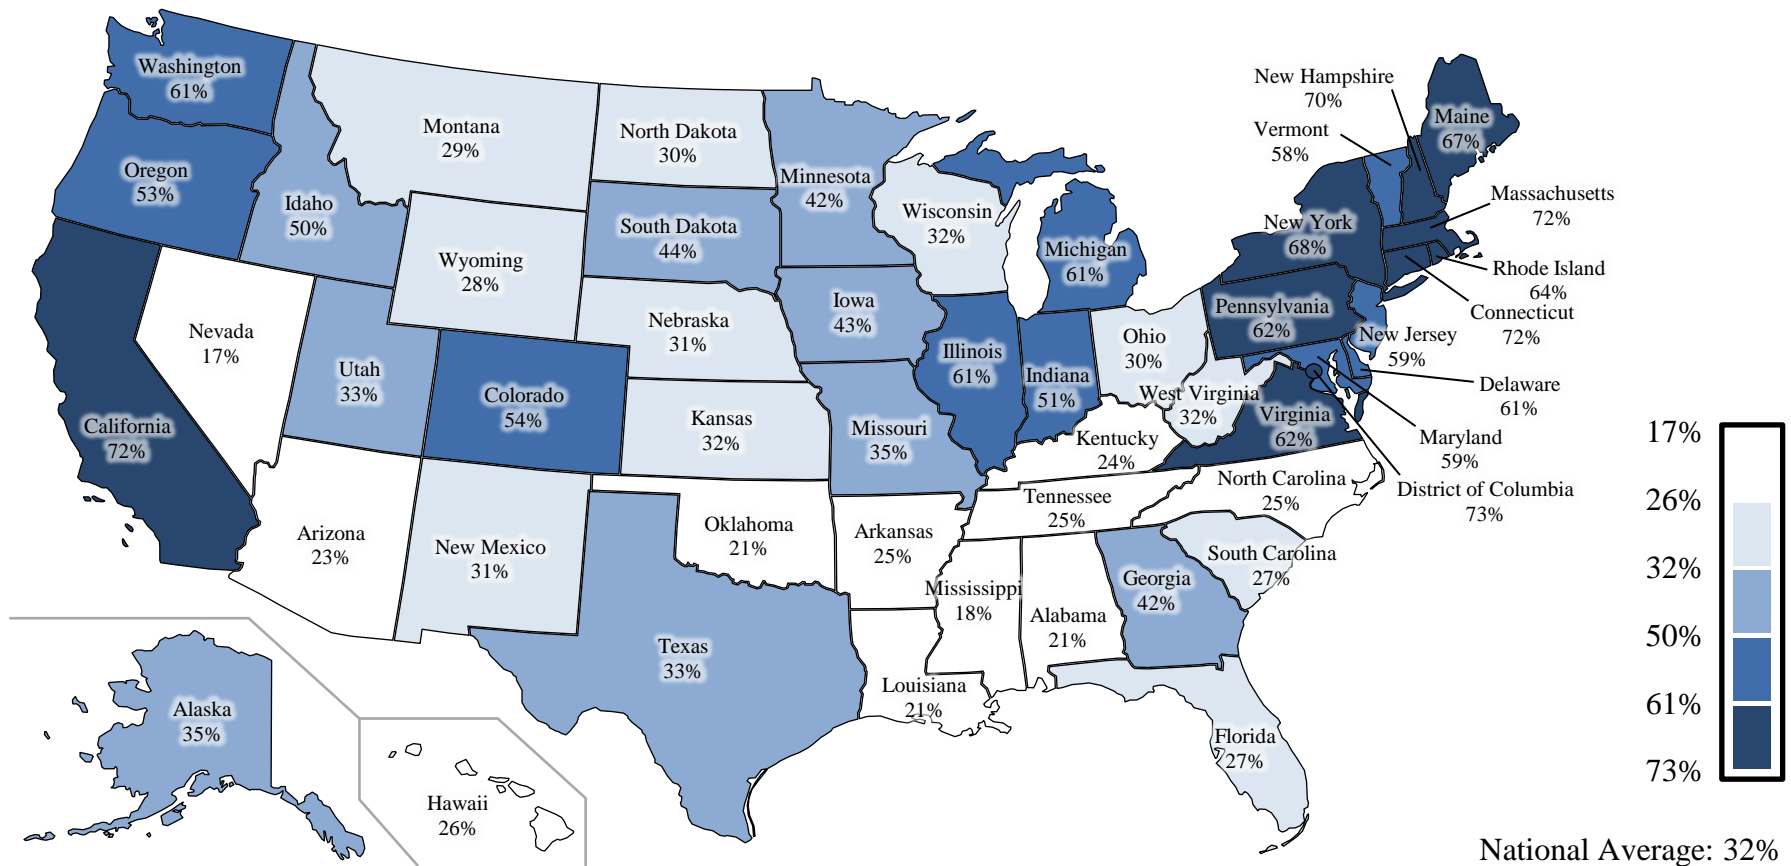 Washington
61%
Oregon
53%
California
72%
Nevada
17%
Idaho
50%
Montana
29%
Wyoming
28%
Utah
33%
Colorado
54%
Arizona
23%
New Mexico
31%
North Dakota
30%
South Dakota
44%
Nebraska
31%
Kansas
32%
Oklahoma
21%
Texas
33%
Minnesota
42%
Iowa
43%
Missouri
35%
Arkansas
25%
Louisiana
21%
Wisconsin
32%
Illinois
61%
Michigan
61%
Indiana
51%
Ohio
30%
Kentucky
24%
Tennessee
25%
Mississippi
18%
Alabama
21%
Georgia
42%
Florida
27%
South Carolina
27%
North Carolina
25%
West Virginia
32%
Virginia
62%
Pennsylvania
62%
New York
68%
Maine
67%
New Hampshire
70%
Vermont
58%
Massachusetts
72%
Rhode Island
64%
Connecticut
72%
New Jersey
59%
Delaware
61%
Maryland
59%
District of Columbia
73%
Alaska
35%
Hawaii
26%
17%
26%
32%
50%
61%
73%
National Average: 32%